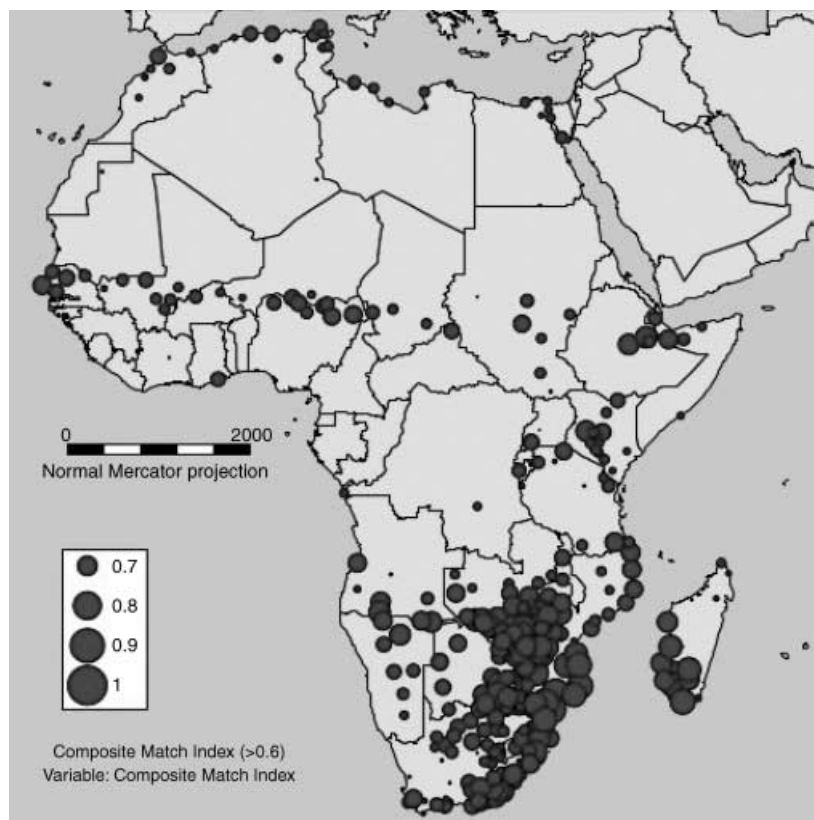 0 2000
Normal Mercator projection
0.7
0.8
0.9
1
Composite Match Index (>0.6)
Variable: Composite Match Index